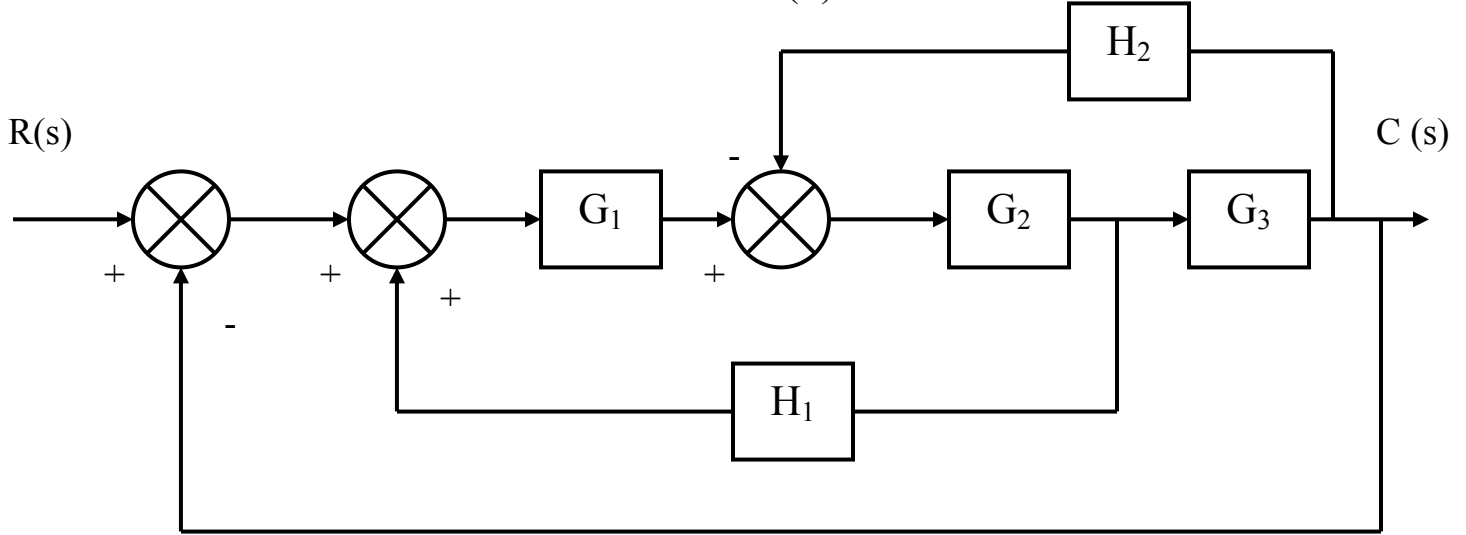 H₂
R(s)
C (s)
-
G₁
G₂
G₃
+
+
+
+
-
H₁